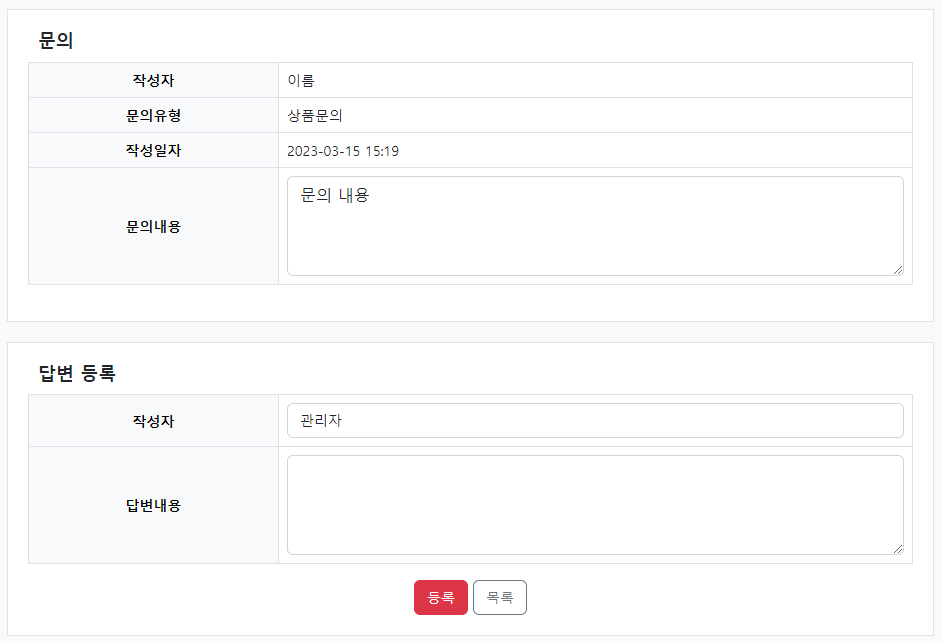 문의
작성자 이름
문의유형 상품문의
작성일자 2023-03-15 15:19
문의내용 문의 내용
답변 등록
작성자 관리자
답변내용
등록 목록